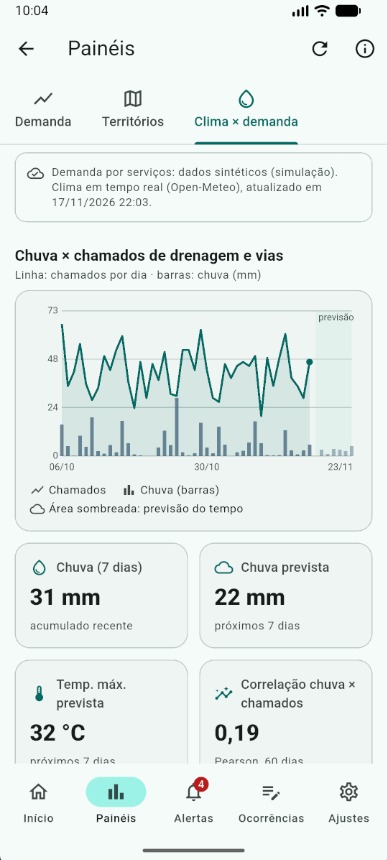 10:04
Painéis
Demanda
Territórios
Clima × demanda
Demanda por serviços: dados sintéticos (simulação).
Clima em tempo real (Open-Meteo), atualizado em
17/11/2026 22:03.
Chuva × chamados de drenagem e vias
Linha: chamados por dia · barras: chuva (mm)
73
previsão
48
24
0
06/10
30/10
23/11
Chamados
Chuva (barras)
Área sombreada: previsão do tempo
Chuva (7 dias)
31 mm
acumulado recente
Chuva prevista
22 mm
próximos 7 dias
Temp. máx.
prevista
32 °C
próximos 7 dias
Correlação chuva ×
chamados
0,19
Pearson, 60 dias
4
Início
Painéis
Alertas
Ocorrências
Ajustes